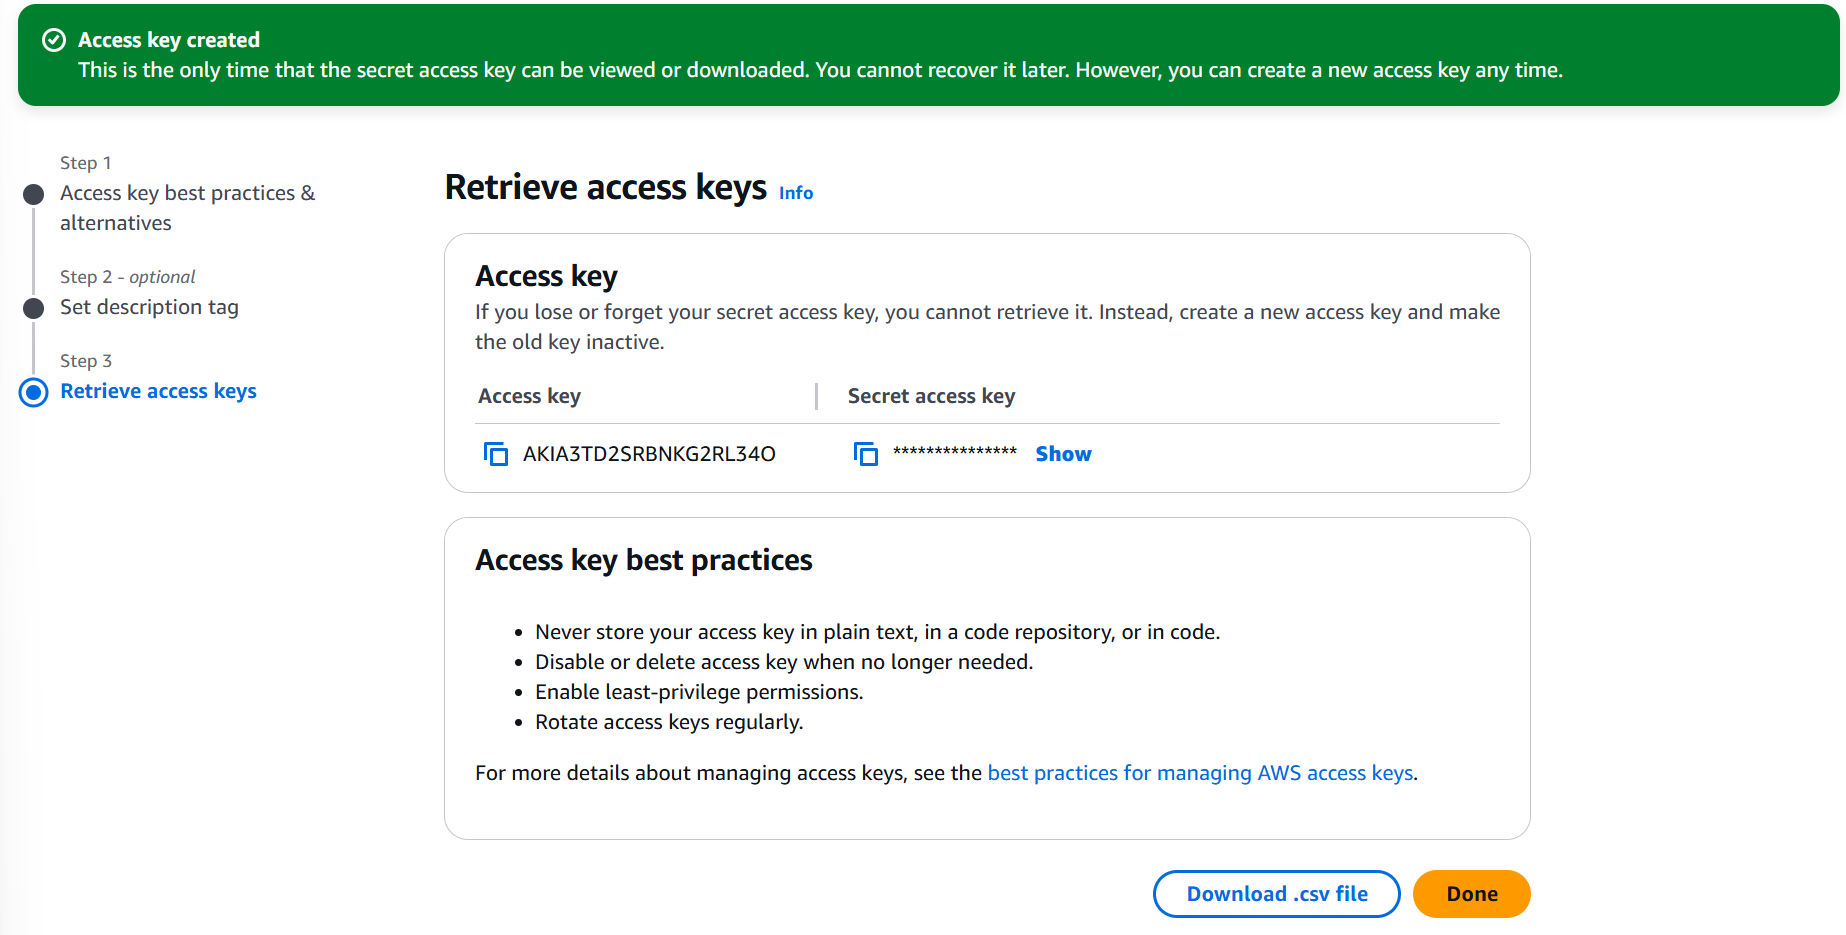 Access key created
This is the only time that the secret access key can be viewed or downloaded. You cannot recover it later. However, you can create a new access key any time.
Step 1
Access key best practices &
alternatives
Step 2 - optional
Set description tag
Step 3
Retrieve access keys
Retrieve access keys Info
Access key
If you lose or forget your secret access key, you cannot retrieve it. Instead, create a new access key and make
the old key inactive.
Access key Secret access key
AKIA3TD2SRBNKG2RL34O *************** Show
Access key best practices
• Never store your access key in plain text, in a code repository, or in code.
• Disable or delete access key when no longer needed.
• Enable least-privilege permissions.
• Rotate access keys regularly.
For more details about managing access keys, see the best practices for managing AWS access keys.
Download .csv file Done